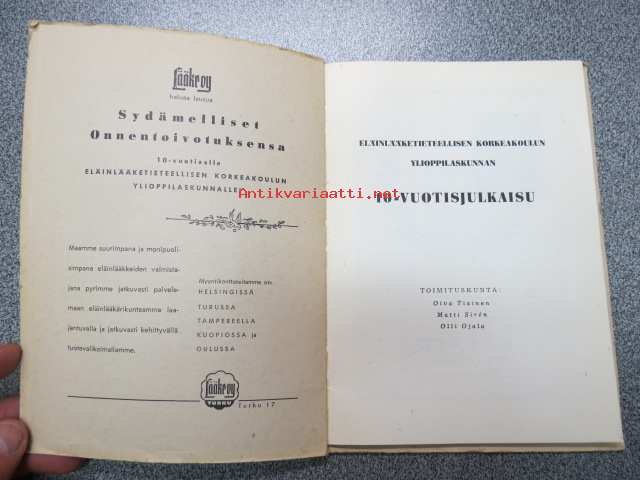 Lääke oy
haluaa lausua
Sydämelliset
Onnentoivotuksensa
10-vuotiaalle
ELÄINLÄÄKETIETEELLISEN KORKEAKOULUN
YLIOPPILASKUNNALLE
Maamme suurimpana ja monipuoli-
simpana eläinlääkkeiden valmista-
jana pyrimme jatkuvasti palvele-
maan eläinlääkärikuntaamme laa-
jentuvalla ja jatkuvasti kehittyvällä
tuotevalikoimallamme.
Myyntikonttoreitamme on:
HELSINGISSÄ
TURUSSA
TAMPEREELLA
KUOPIOSSA ja
OULUSSA
Lääke oy
TURKU
Turku 17
Antikvariaatti.net
ELÄINLÄÄKETIETEELLISEN KORKEAKOULUN
YLIOPPILASKUNNAN
10-VUOTISJULKAISU
TOIMITUSKUNTA:
Oiva Tiainen
Matti Sirén
Olli Ojala